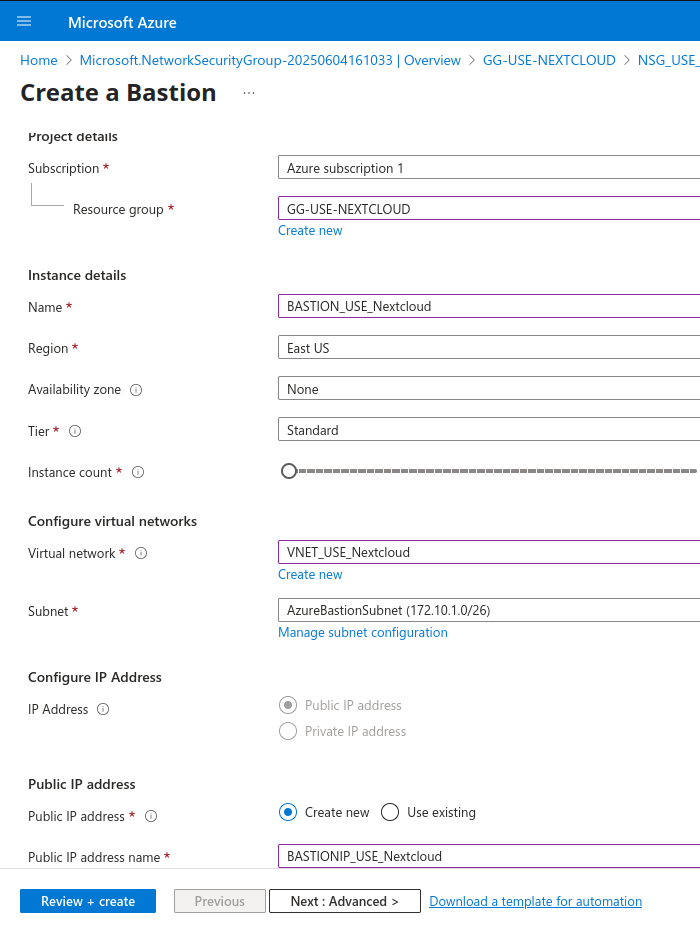 Microsoft Azure
Home > Microsoft.NetworkSecurityGroup-20250604161033 | Overview > GG-USE-NEXTCLOUD > NSG_USE_
Create a Bastion ...
Project details
Subscription * Azure subscription 1
Resource group * GG-USE-NEXTCLOUD
Create new
Instance details
Name * BASTION_USE_Nextcloud
Region * East US
Availability zone None
Tier * Standard
Instance count *
Configure virtual networks
Virtual network * VNET_USE_Nextcloud
Create new
Subnet * AzureBastionSubnet (172.10.1.0/26)
Manage subnet configuration
Configure IP Address
IP Address Public IP address
Private IP address
Public IP address
Public IP address * Create new Use existing
Public IP address name * BASTIONIP_USE_Nextcloud
Review + create Previous Next : Advanced > Download a template for automation